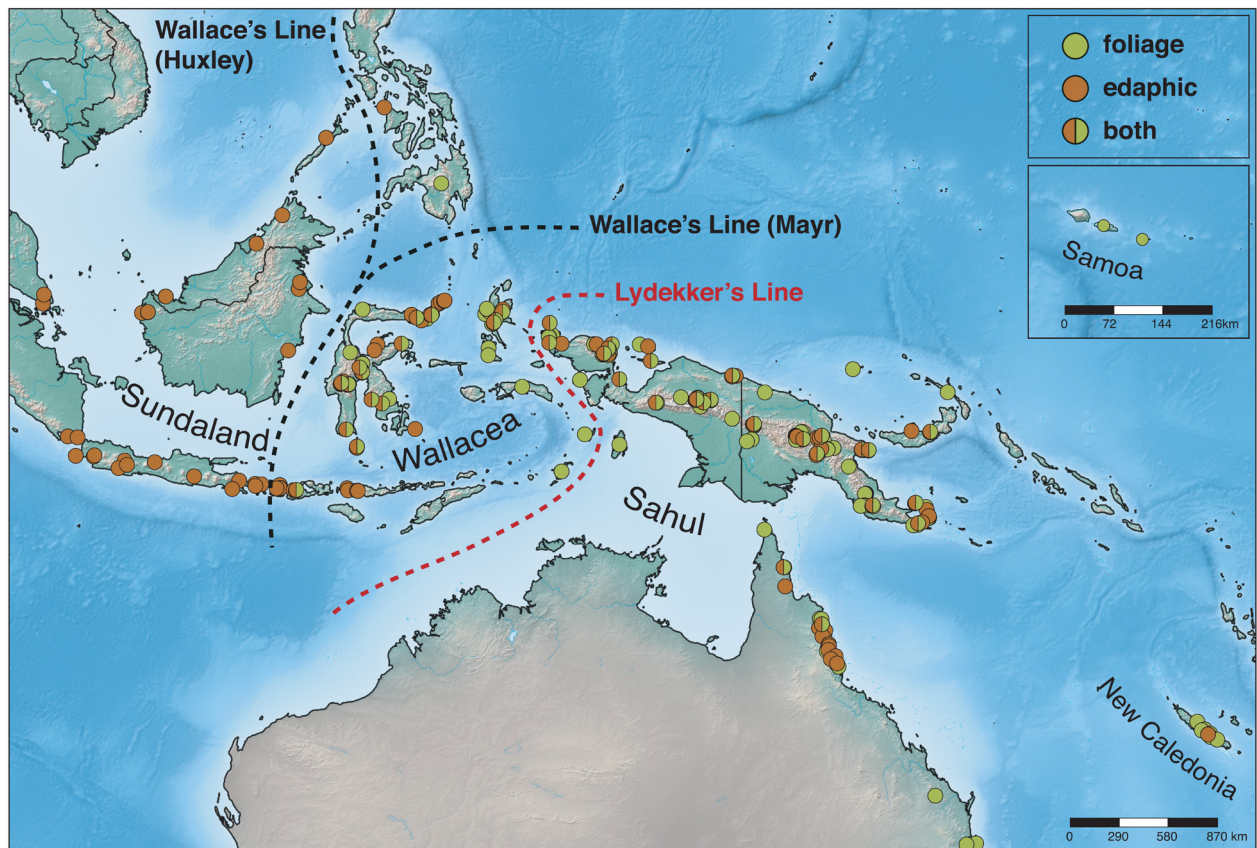 Wallace's Line
(Huxley)
foliage
edaphic
both
Wallace's Line (Mayr)
Samoa
0 72 144 216km
Lydekker's Line
Sundaland
Wallacea
Sahul
New Caledonia
0 290 580 870 km